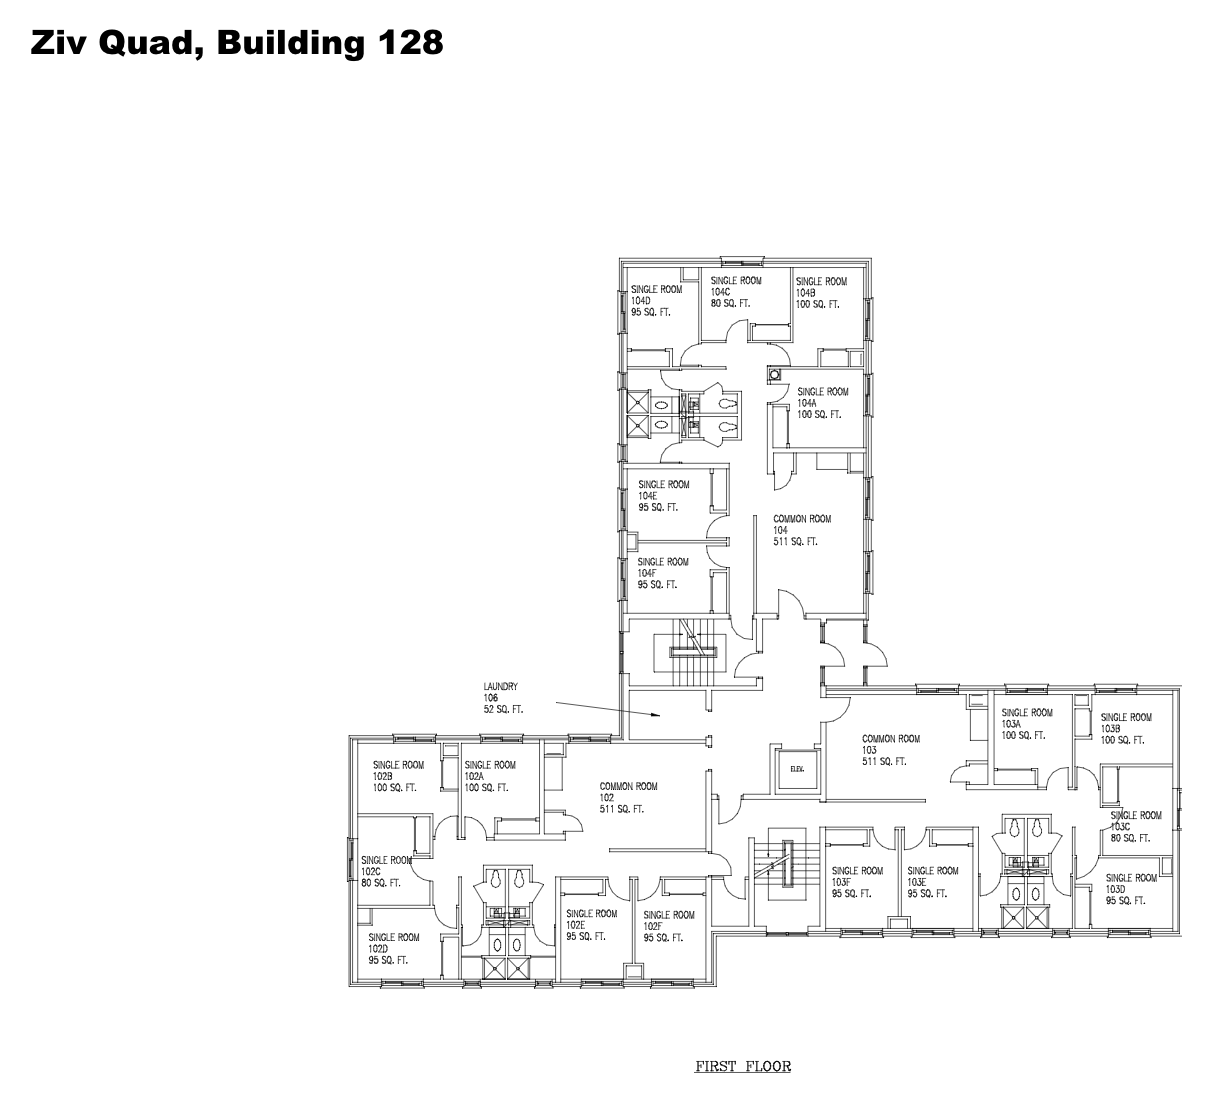 Ziv Quad, Building 128
SINGLE ROOM
104D
95 SQ. FT.
SINGLE ROOM
104C
80 SQ. FT.
SINGLE ROOM
104B
100 SQ. FT.
SINGLE ROOM
104A
100 SQ. FT.
SINGLE ROOM
104E
95 SQ. FT.
COMMON ROOM
104
511 SQ. FT.
SINGLE ROOM
104F
95 SQ. FT.
LAUNDRY
106
52 SQ. FT.
SINGLE ROOM
102B
100 SQ. FT.
SINGLE ROOM
102A
100 SQ. FT.
COMMON ROOM
102
511 SQ. FT.
ELEV.
COMMON ROOM
103
511 SQ. FT.
SINGLE ROOM
103A
100 SQ. FT.
SINGLE ROOM
103B
100 SQ. FT.
SINGLE ROOM
103C
80 SQ. FT.
SINGLE ROOM
102C
80 SQ. FT.
SINGLE ROOM
103F
95 SQ. FT.
SINGLE ROOM
103E
95 SQ. FT.
SINGLE ROOM
103D
95 SQ. FT.
SINGLE ROOM
102D
95 SQ. FT.
SINGLE ROOM
102E
95 SQ. FT.
SINGLE ROOM
102F
95 SQ. FT.
FIRST FLOOR